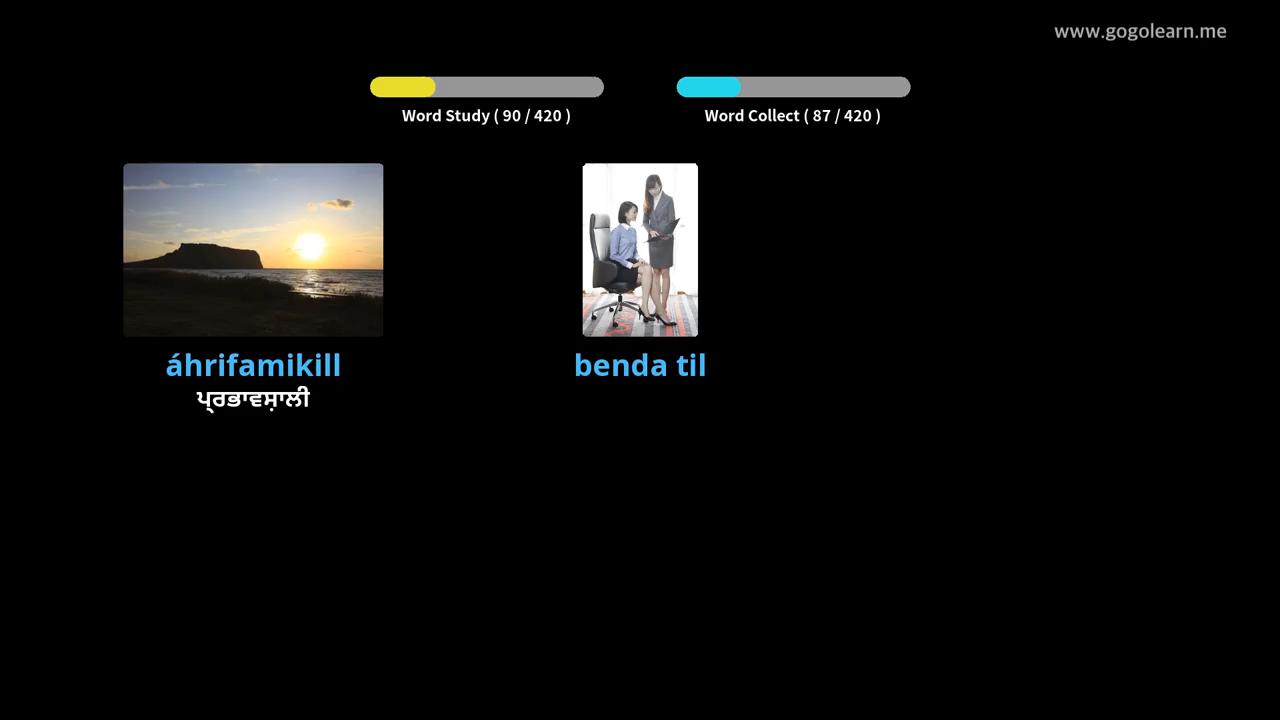 www.gogolearn.me
Word Study ( 90 / 420 )
Word Collect ( 87 / 420 )
áhrifamikill
ਪ੍ਰਭਾਵਸ਼ਾਲੀ
benda til